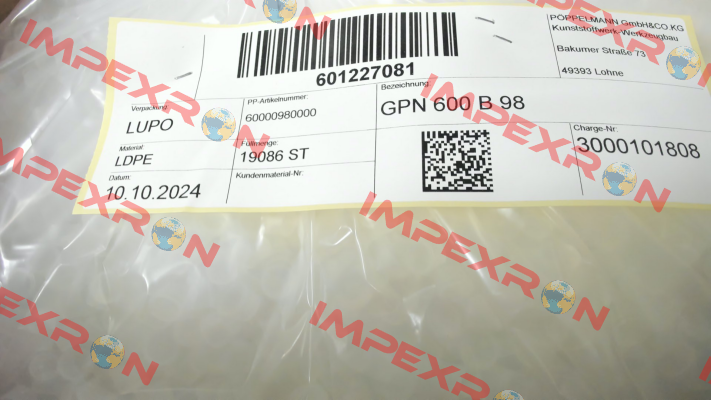 PÖPPELMANN GmbH&CO.KG
Kunststoffwerk-Werkzeugbau
Bakumer Straße 73
49393 Lohne
601227081
Verpackung
LUPO
PP-Artikelnummer:
60000980000
Bezeichnung:
GPN 600 B 98
Material
LDPE
Füllmenge:
19086 ST
Charge-Nr:
3000101808
Datum:
10.10.2024
Kundenmaterial-Nr:
IMPEXRON
IMPEXRON
IMPEXRON
IMPEXRON
IMPEXRON
IMPEXRON
IMPEXRON
IMPEXRON